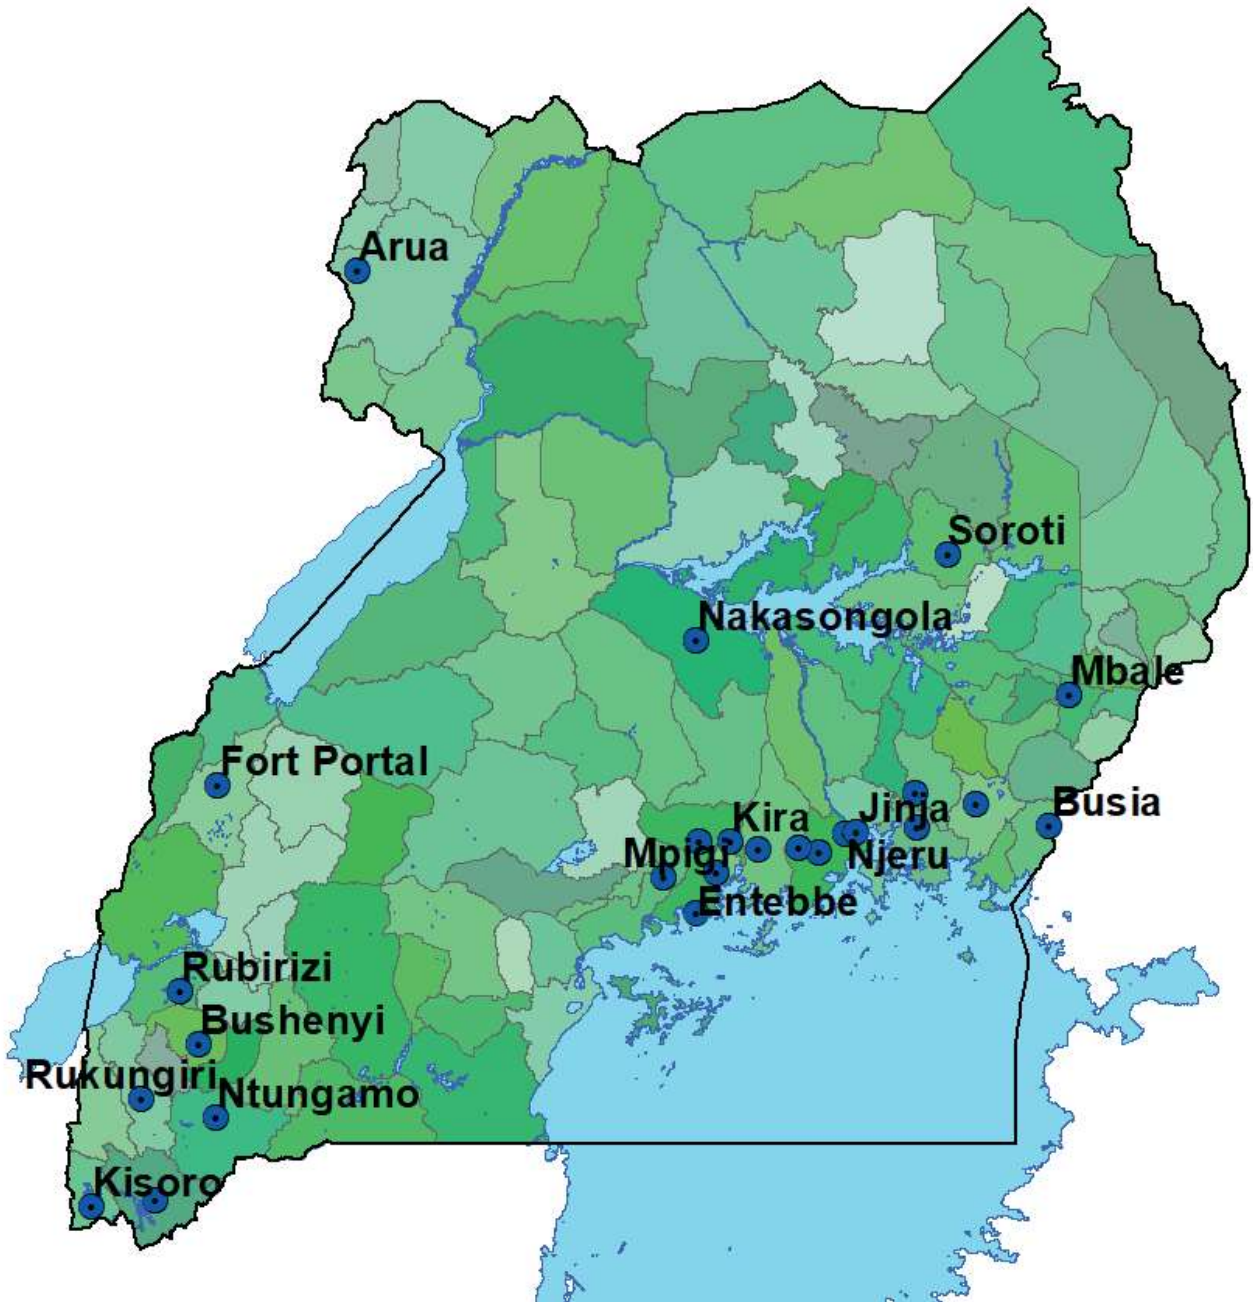 Arua
Soroti
Nakasongola
Mbale
Fort Portal
Kira
Jinja
Busia
Mpigi
Njeru
Entebbe
Rubirizi
Bushenyi
Rukungiri
Ntungamo
Kisoro